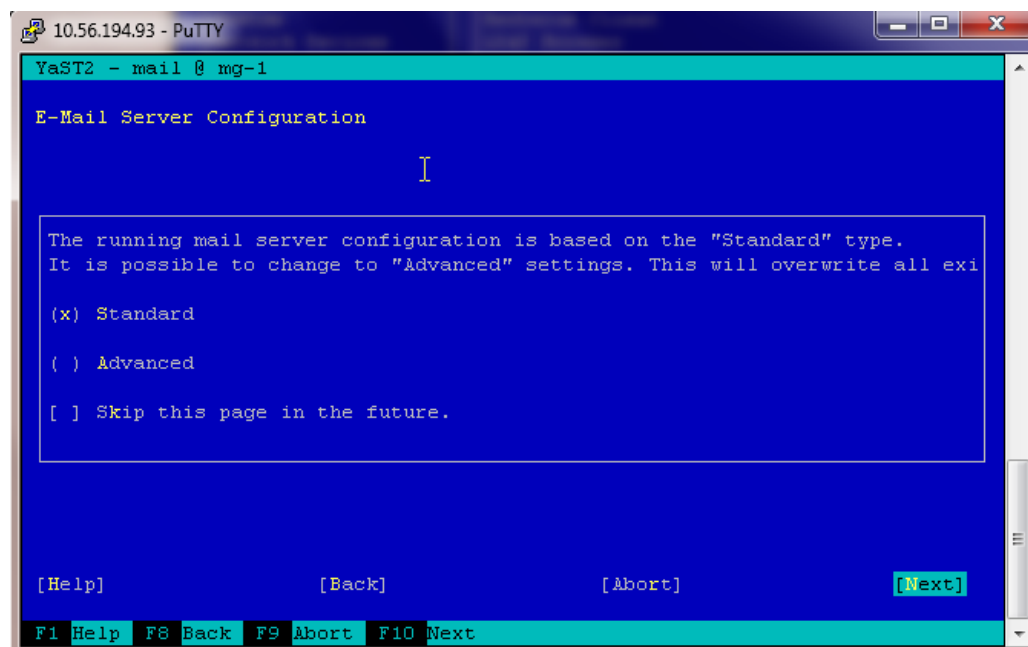 10.56.194.93 - PuTTY
YaST2 - mail @ mg-1
E-Mail Server Configuration
The running mail server configuration is based on the "Standard" type.
It is possible to change to "Advanced" settings. This will overwrite all exi
(x) Standard
( ) Advanced
[ ] Skip this page in the future.
[Help] [Back] [Abort] [Next]
F1 Help F8 Back F9 Abort F10 Next